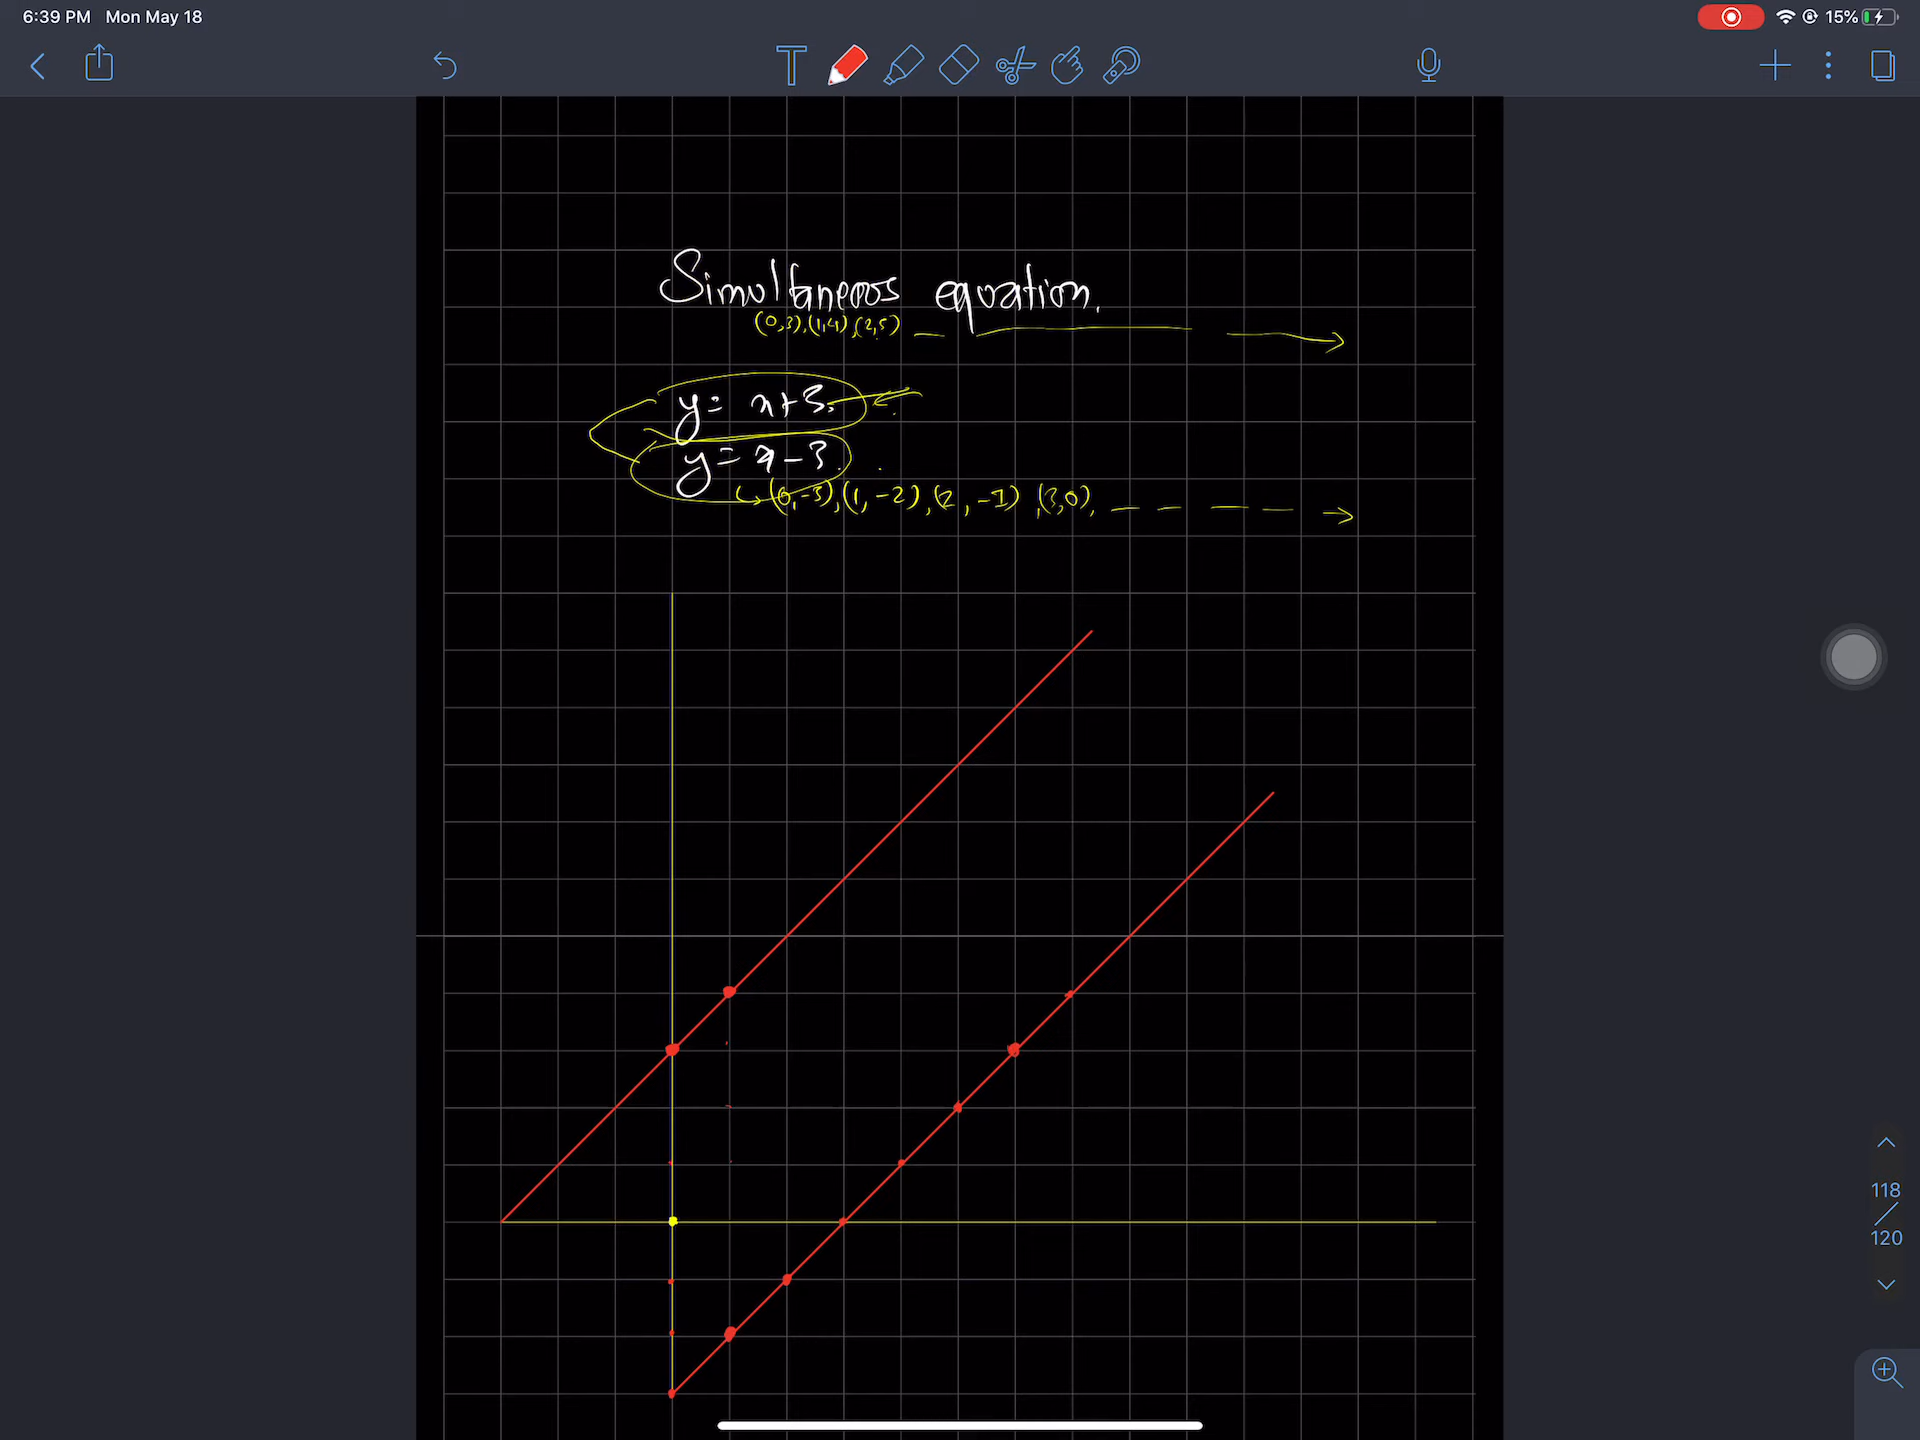 6:39 PM Mon May 18
15%
T
Simultaneous equation.
(0,3),(1,4),(2,5)
y= x+3.
y= x-3.
(0,-3),(1,-2),(2,-1),(3,0),
118
120